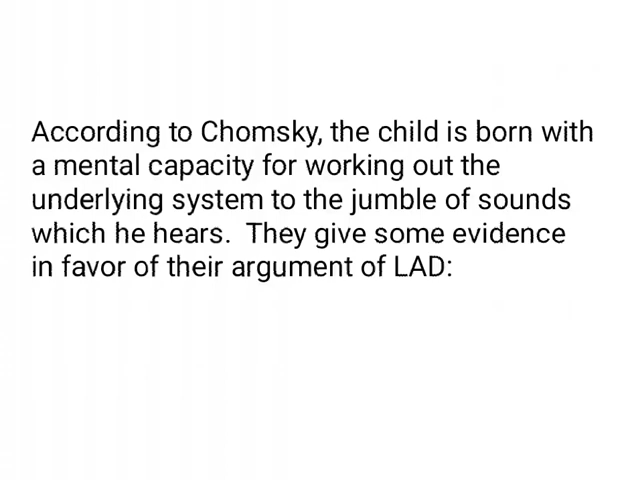 According to Chomsky, the child is born with
a mental capacity for working out the
underlying system to the jumble of sounds
which he hears.  They give some evidence
in favor of their argument of LAD: